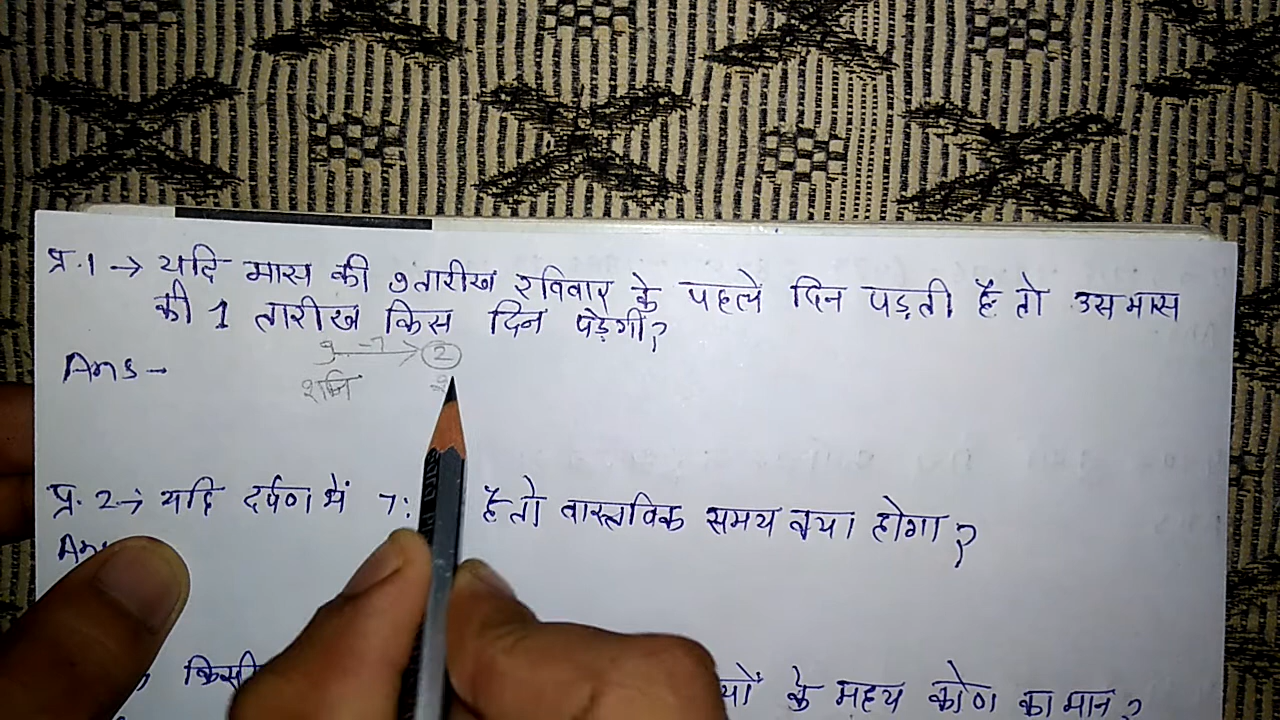 प्र.1 → यदि मास की 9 तारीख रविवार के पहले दिन पड़ती है तो उस मास
की 1 तारीख किस दिन पड़ेगी?
9 -7→ 2
Ans - शनि
प्र. 2 → यदि दर्पण में 7: है तो वास्तविक समय क्या होगा?
किसी के मध्य कोण का मान?